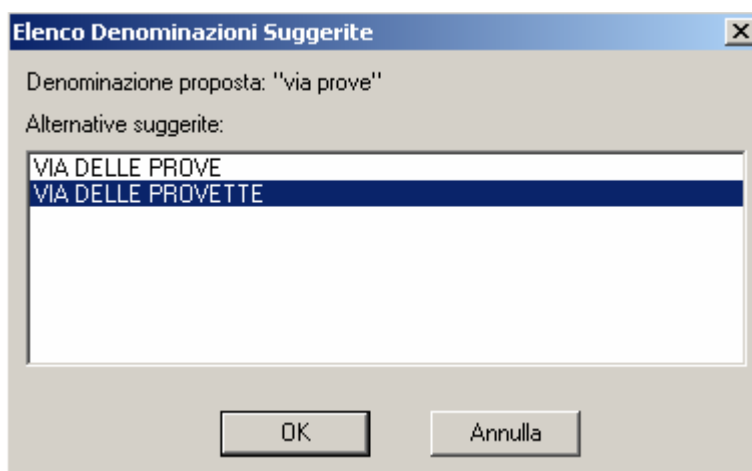 Elenco Denominazioni Suggerite
Denominazione proposta: "via prove"
Alternative suggerite:
VIA DELLE PROVE
VIA DELLE PROVETTE
OK Annulla